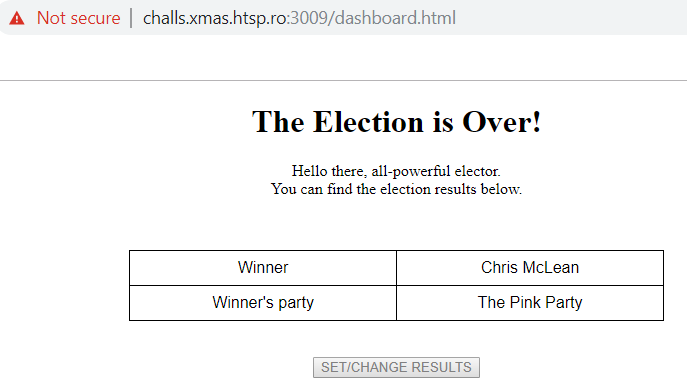 Not secure | challs.xmas.htsp.ro:3009/dashboard.html
The Election is Over!
Hello there, all-powerful elector.
You can find the election results below.
Winner Chris McLean
Winner's party The Pink Party
SET/CHANGE RESULTS